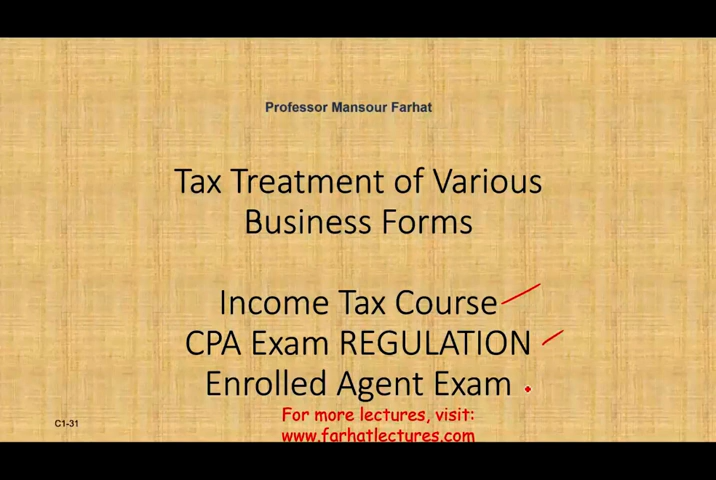 Professor Mansour Farhat
Tax Treatment of Various
Business Forms
Income Tax Course
CPA Exam REGULATION
Enrolled Agent Exam
For more lectures, visit:
www.farhatlectures.com
C1-31